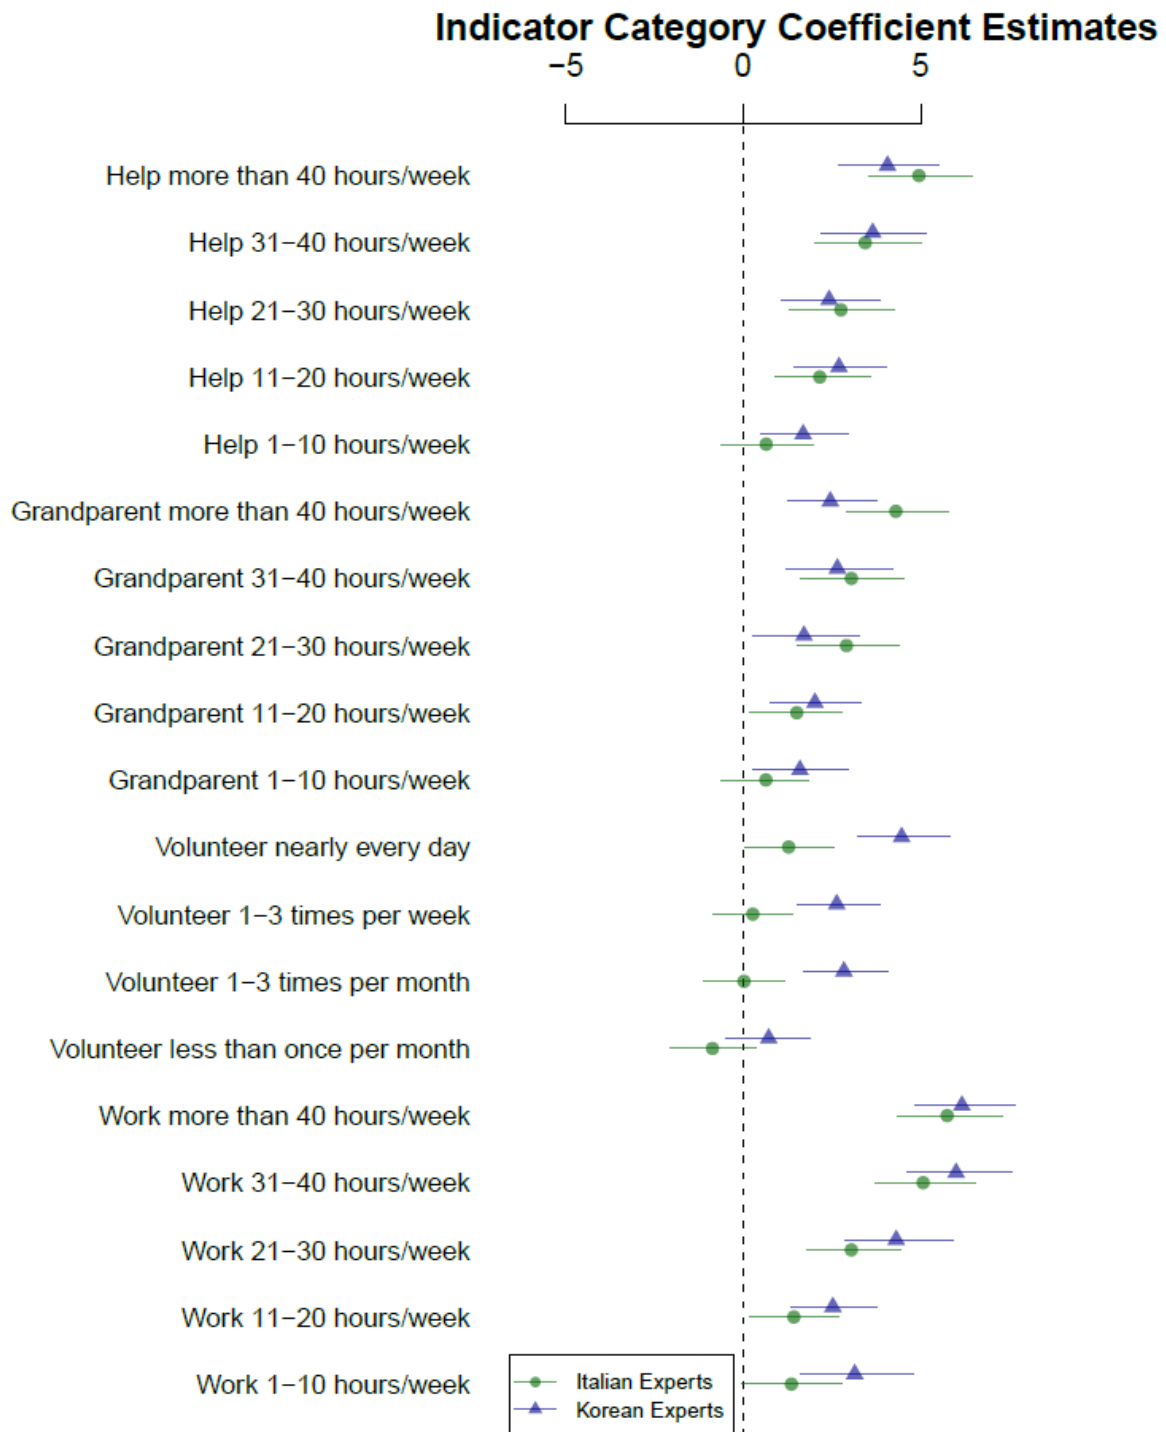 Indicator Category Coefficient Estimates
−5 0 5
Help more than 40 hours/week
Help 31−40 hours/week
Help 21−30 hours/week
Help 11−20 hours/week
Help 1−10 hours/week
Grandparent more than 40 hours/week
Grandparent 31−40 hours/week
Grandparent 21−30 hours/week
Grandparent 11−20 hours/week
Grandparent 1−10 hours/week
Volunteer nearly every day
Volunteer 1−3 times per week
Volunteer 1−3 times per month
Volunteer less than once per month
Work more than 40 hours/week
Work 31−40 hours/week
Work 21−30 hours/week
Work 11−20 hours/week
Work 1−10 hours/week
Italian Experts
Korean Experts